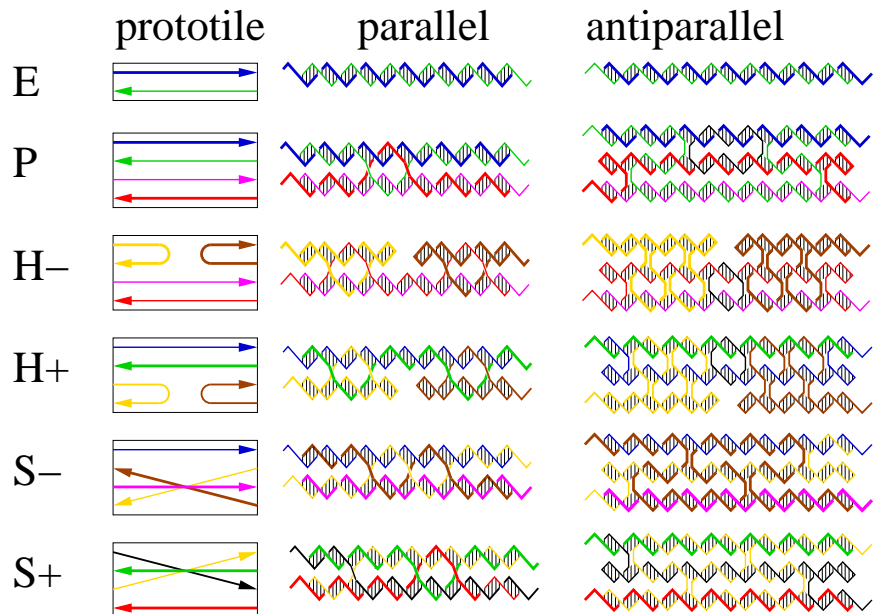 prototile parallel antiparallel
E
P
H−
H+
S−
S+